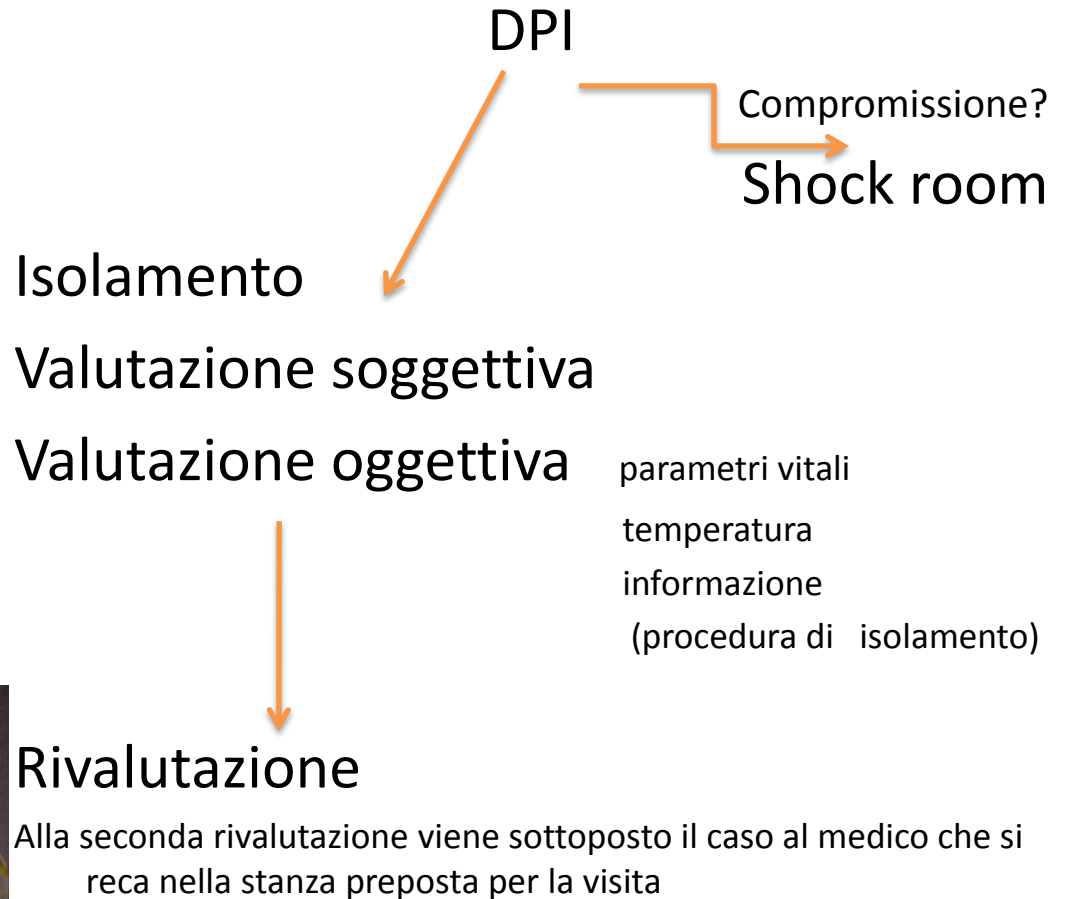 DPI
Compromissione?
Shock room
Isolamento
Valutazione soggettiva
Valutazione oggettiva parametri vitali
temperatura
informazione
(procedura di isolamento)
Rivalutazione
Alla seconda rivalutazione viene sottoposto il caso al medico che si
reca nella stanza preposta per la visita